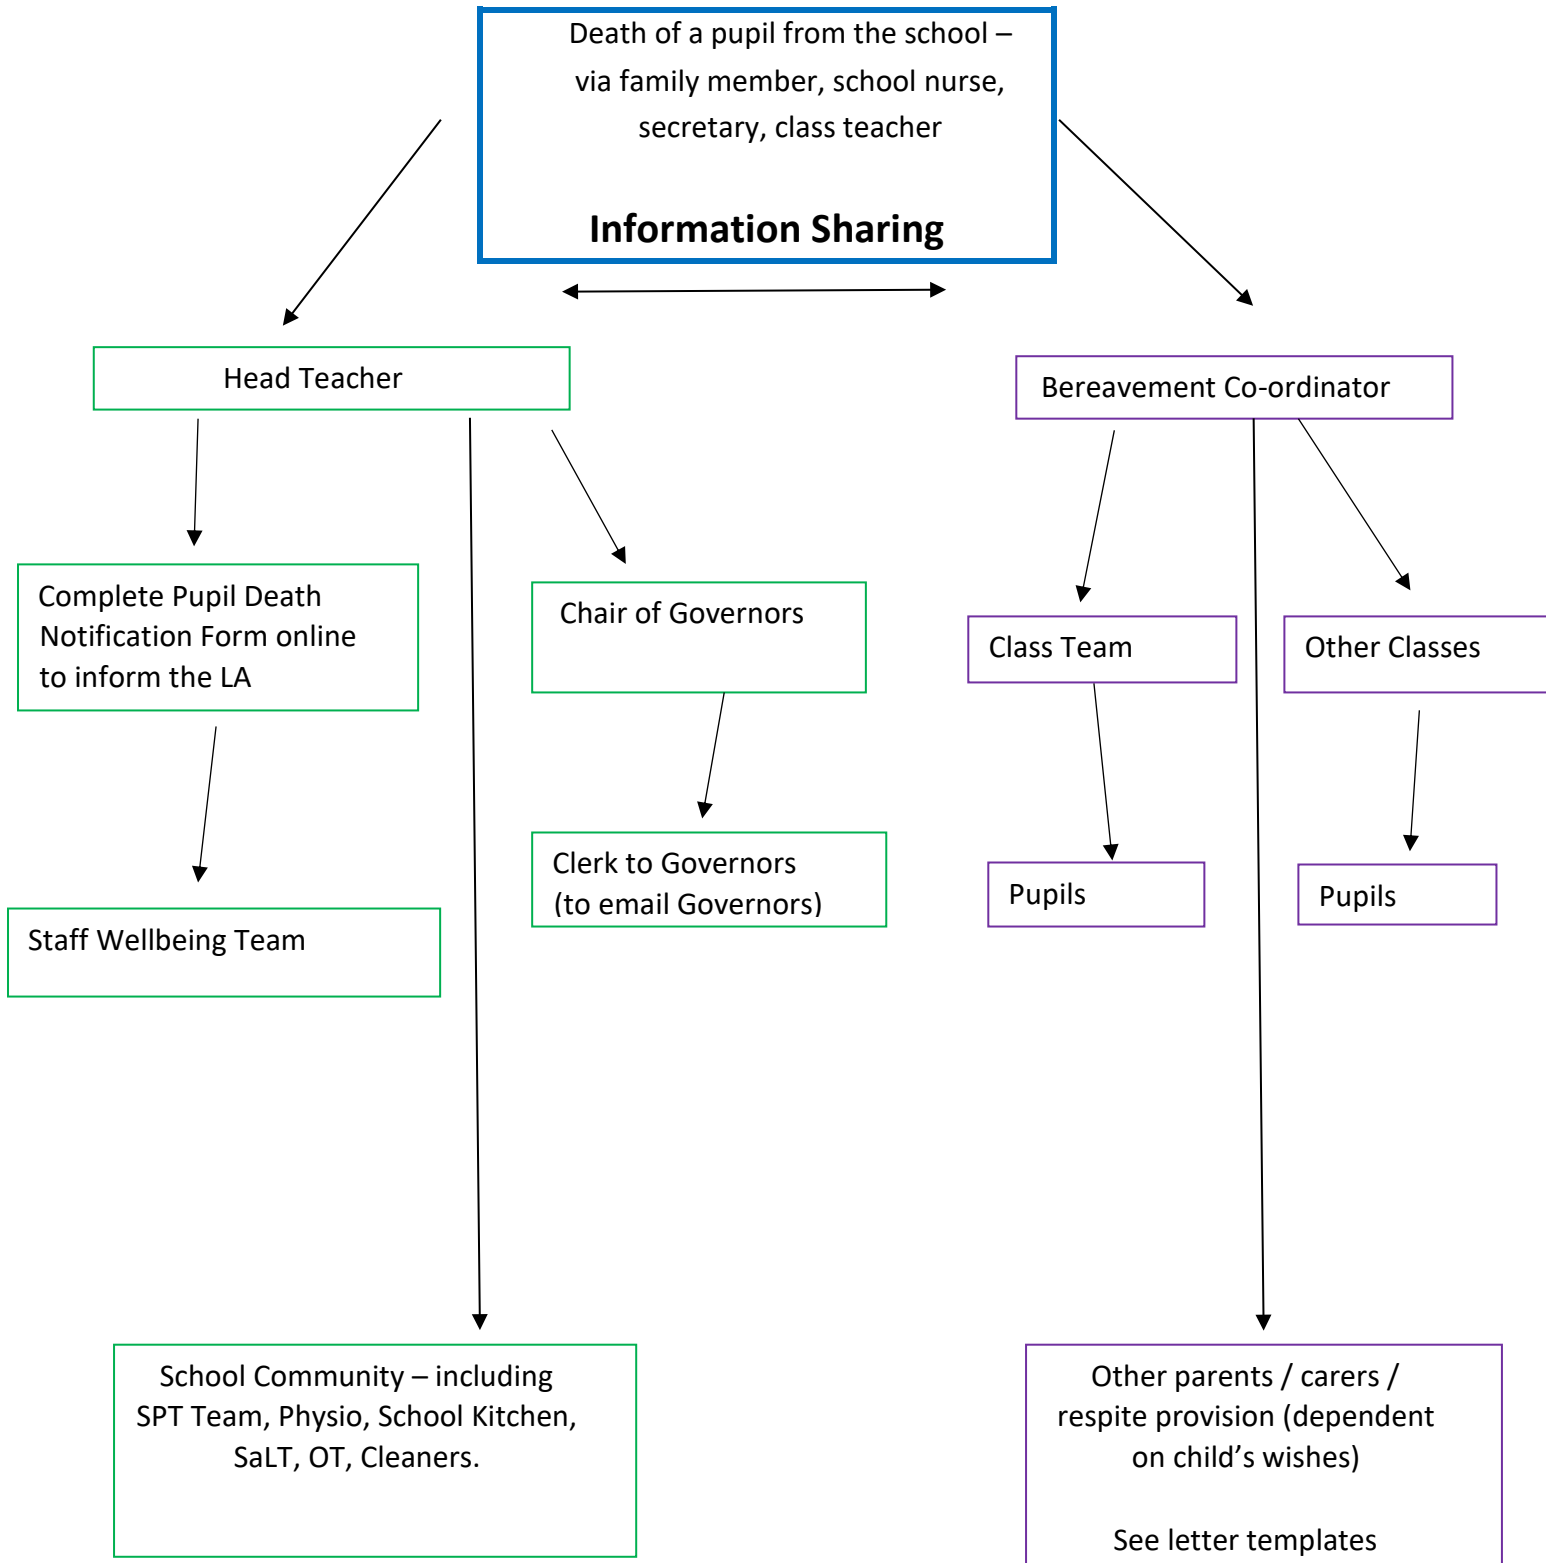 Death of a pupil from the school –
via family member, school nurse,
secretary, class teacher
Information Sharing
Head Teacher
Bereavement Co-ordinator
Complete Pupil Death
Notification Form online
to inform the LA
Chair of Governors
Class Team
Other Classes
Clerk to Governors
(to email Governors)
Pupils
Pupils
Staff Wellbeing Team
School Community – including
SPT Team, Physio, School Kitchen,
SaLT, OT, Cleaners.
Other parents / carers /
respite provision (dependent
on child’s wishes)
See letter templates